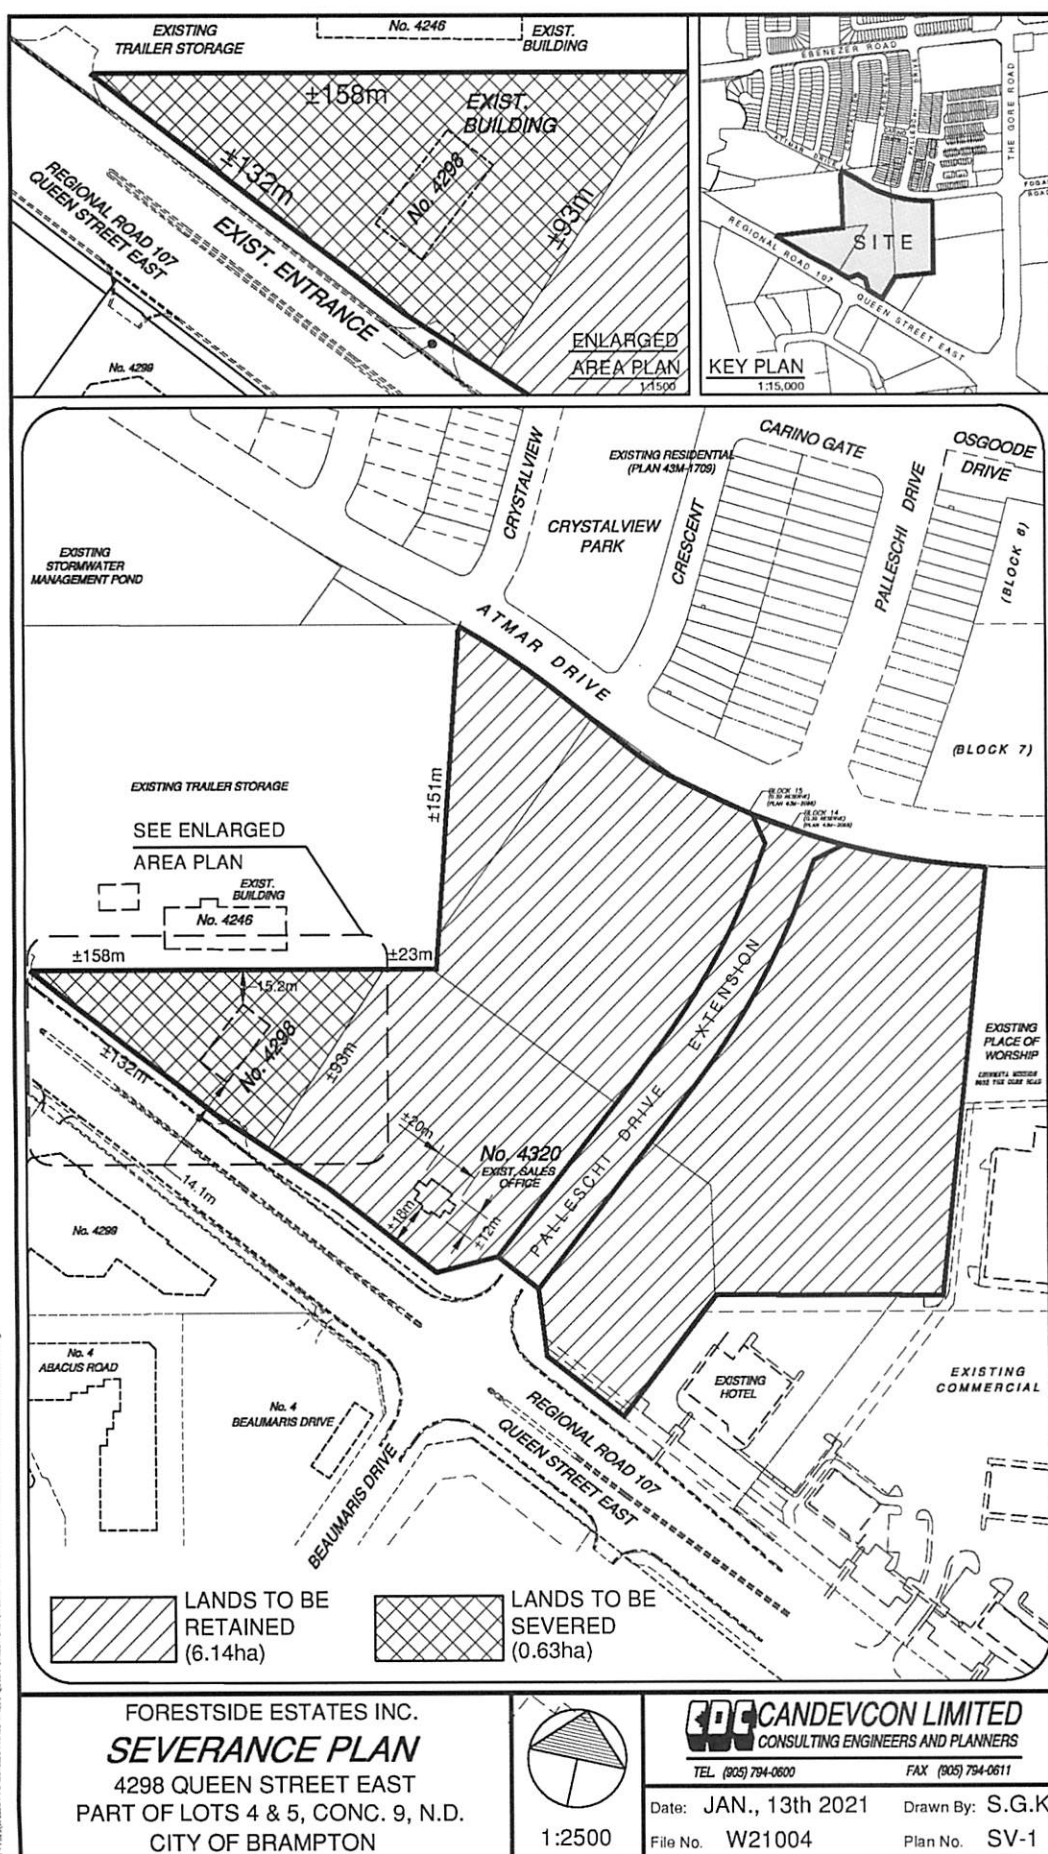 EXISTING
TRAILER STORAGE
No. 4246
EXIST.
BUILDING
±158m
EXIST.
BUILDING
No. 4298
±132m
±93m
REGIONAL ROAD 107
QUEEN STREET EAST
EXIST. ENTRANCE
No. 4299
ENLARGED
AREA PLAN
1:1500
EBENEZER ROAD
THE GORE ROAD
ATMAR DRIVE
SITE
REGIONAL ROAD 107
QUEEN STREET EAST
KEY PLAN
1:15,000
CARINO GATE
OSGOODE
DRIVE
EXISTING RESIDENTIAL
(PLAN 43M-1709)
CRYSTALVIEW
CRYSTALVIEW
PARK
CRESCENT
PALLESCHI DRIVE
(BLOCK 6)
EXISTING
STORMWATER
MANAGEMENT POND
ATMAR DRIVE
(BLOCK 7)
±151m
EXISTING TRAILER STORAGE
BLOCK 15
BLOCK 14
SEE ENLARGED
AREA PLAN
EXIST.
BUILDING
No. 4246
±158m
±23m
15.2m
No. 4298
±132m
±93m
PALLESCHI DRIVE EXTENSION
EXISTING
PLACE OF
WORSHIP
±20m
No. 4320
EXIST. SALES
OFFICE
±18m
±12m
14.1m
No. 4299
No. 4
ABACUS ROAD
No. 4
BEAUMARIS DRIVE
BEAUMARIS DRIVE
EXISTING
HOTEL
EXISTING
COMMERCIAL
REGIONAL ROAD 107
QUEEN STREET EAST
LANDS TO BE
RETAINED
(6.14ha)
LANDS TO BE
SEVERED
(0.63ha)
FORESTSIDE ESTATES INC.
SEVERANCE PLAN
4298 QUEEN STREET EAST
PART OF LOTS 4 & 5, CONC. 9, N.D.
CITY OF BRAMPTON
1:2500
CDC CANDEVCON LIMITED
CONSULTING ENGINEERS AND PLANNERS
TEL. (905) 794-0600
FAX (905) 794-0611
Date: JAN., 13th 2021
Drawn By: S.G.K
File No. W21004
Plan No. SV-1